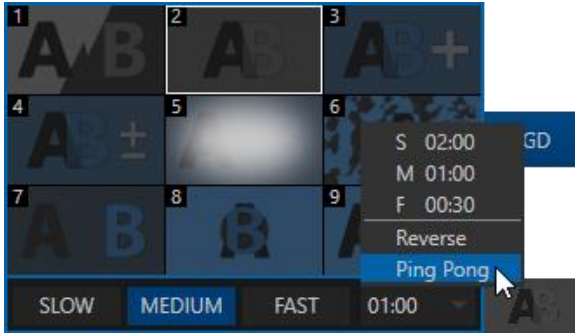 1
2
3
A B
A B
A B +
4
5
6
A B ±
A
S 02:00
M 01:00
F 00:30
GD
7
8
9
A B
A B
A
Reverse
Ping Pong
SLOW
MEDIUM
FAST
01:00
A B